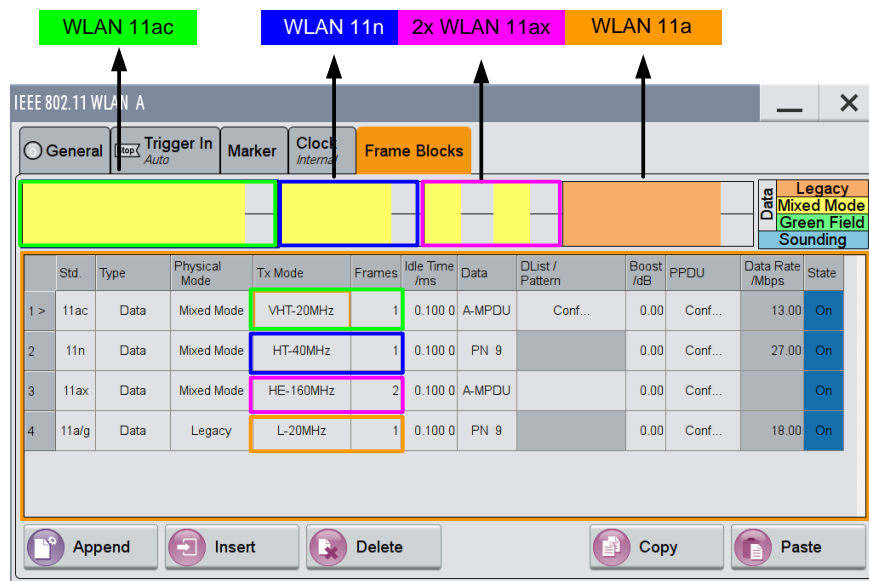 WLAN 11ac WLAN 11n 2x WLAN 11ax WLAN 11a
IEEE 802.11 WLAN A
General Stop Trigger In Auto Marker Clock Internal Frame Blocks
Data Legacy
Mixed Mode
Green Field
Sounding
Std. Type Physical Mode Tx Mode Frames Idle Time /ms Data DList / Pattern Boost /dB PPDU Data Rate /Mbps State
1 > 11ac Data Mixed Mode VHT-20MHz 1 0.100 0 A-MPDU Conf... 0.00 Conf... 13.00 On
2 11n Data Mixed Mode HT-40MHz 1 0.100 0 PN 9 0.00 Conf... 27.00 On
3 11ax Data Mixed Mode HE-160MHz 2 0.100 0 A-MPDU 0.00 Conf... On
4 11a/g Data Legacy L-20MHz 1 0.100 0 PN 9 0.00 Conf... 18.00 On
Append Insert Delete Copy Paste